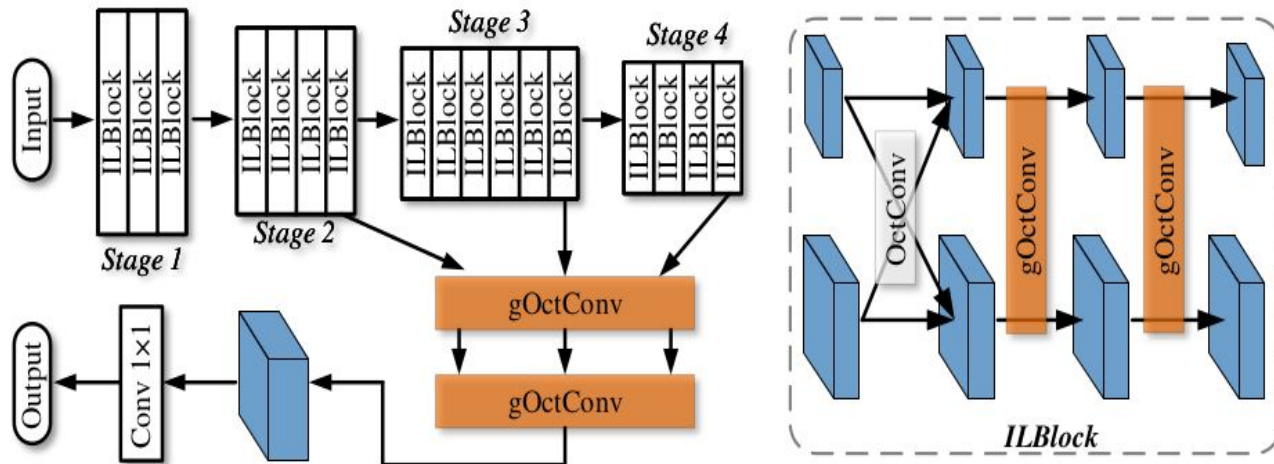 Input
ILBlock
ILBlock
ILBlock
Stage 1
ILBlock
ILBlock
ILBlock
ILBlock
Stage 2
Stage 3
ILBlock
ILBlock
ILBlock
ILBlock
ILBlock
ILBlock
Stage 4
ILBlock
ILBlock
ILBlock
ILBlock
gOctConv
gOctConv
Conv 1×1
Output
OctConv
gOctConv
gOctConv
ILBlock